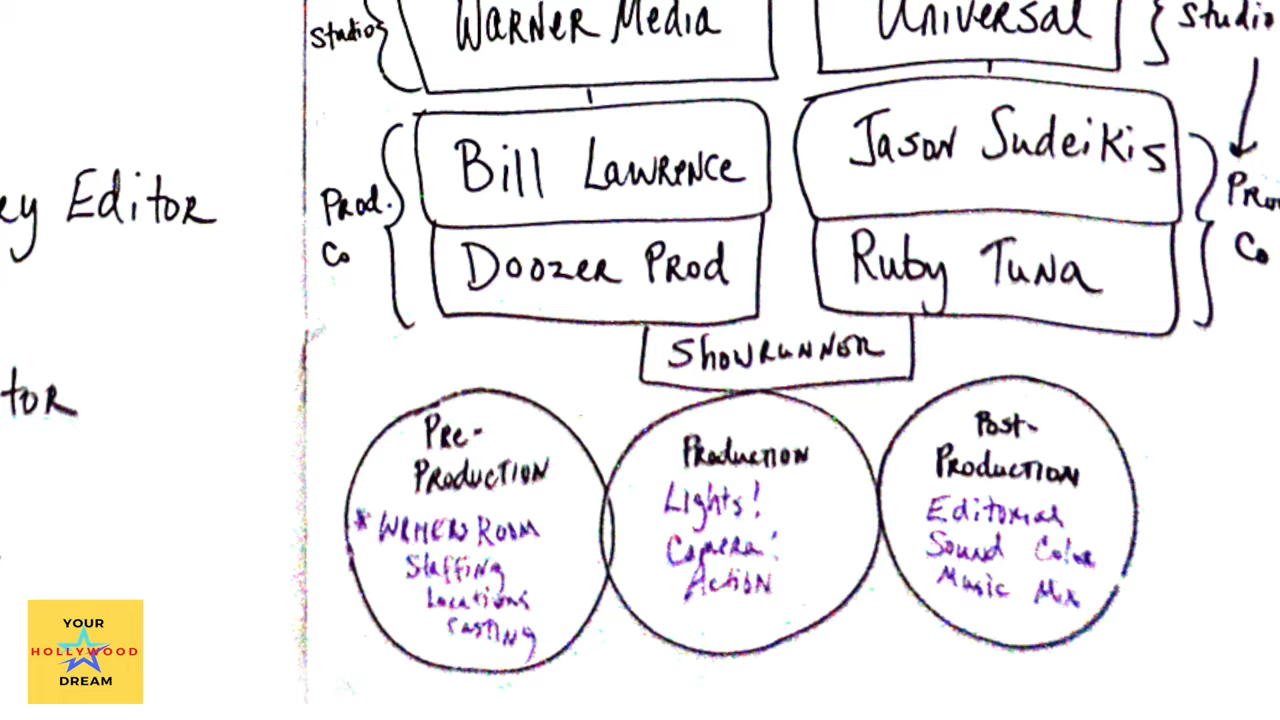 Studio
Warner Media
Universal
Studio
Bill Lawrence
Jason Sudeikis
ey Editor
Prod.
Co
Doozer Prod
Ruby Tuna
Co
Showrunner
tor
Pre-
Production
* Writers Room
Staffing
Locations
Casting
Production
Lights!
Camera!
Action
Post-
Production
Editorial
Sound Color
Music Mix
YOUR
HOLLYWOOD
DREAM